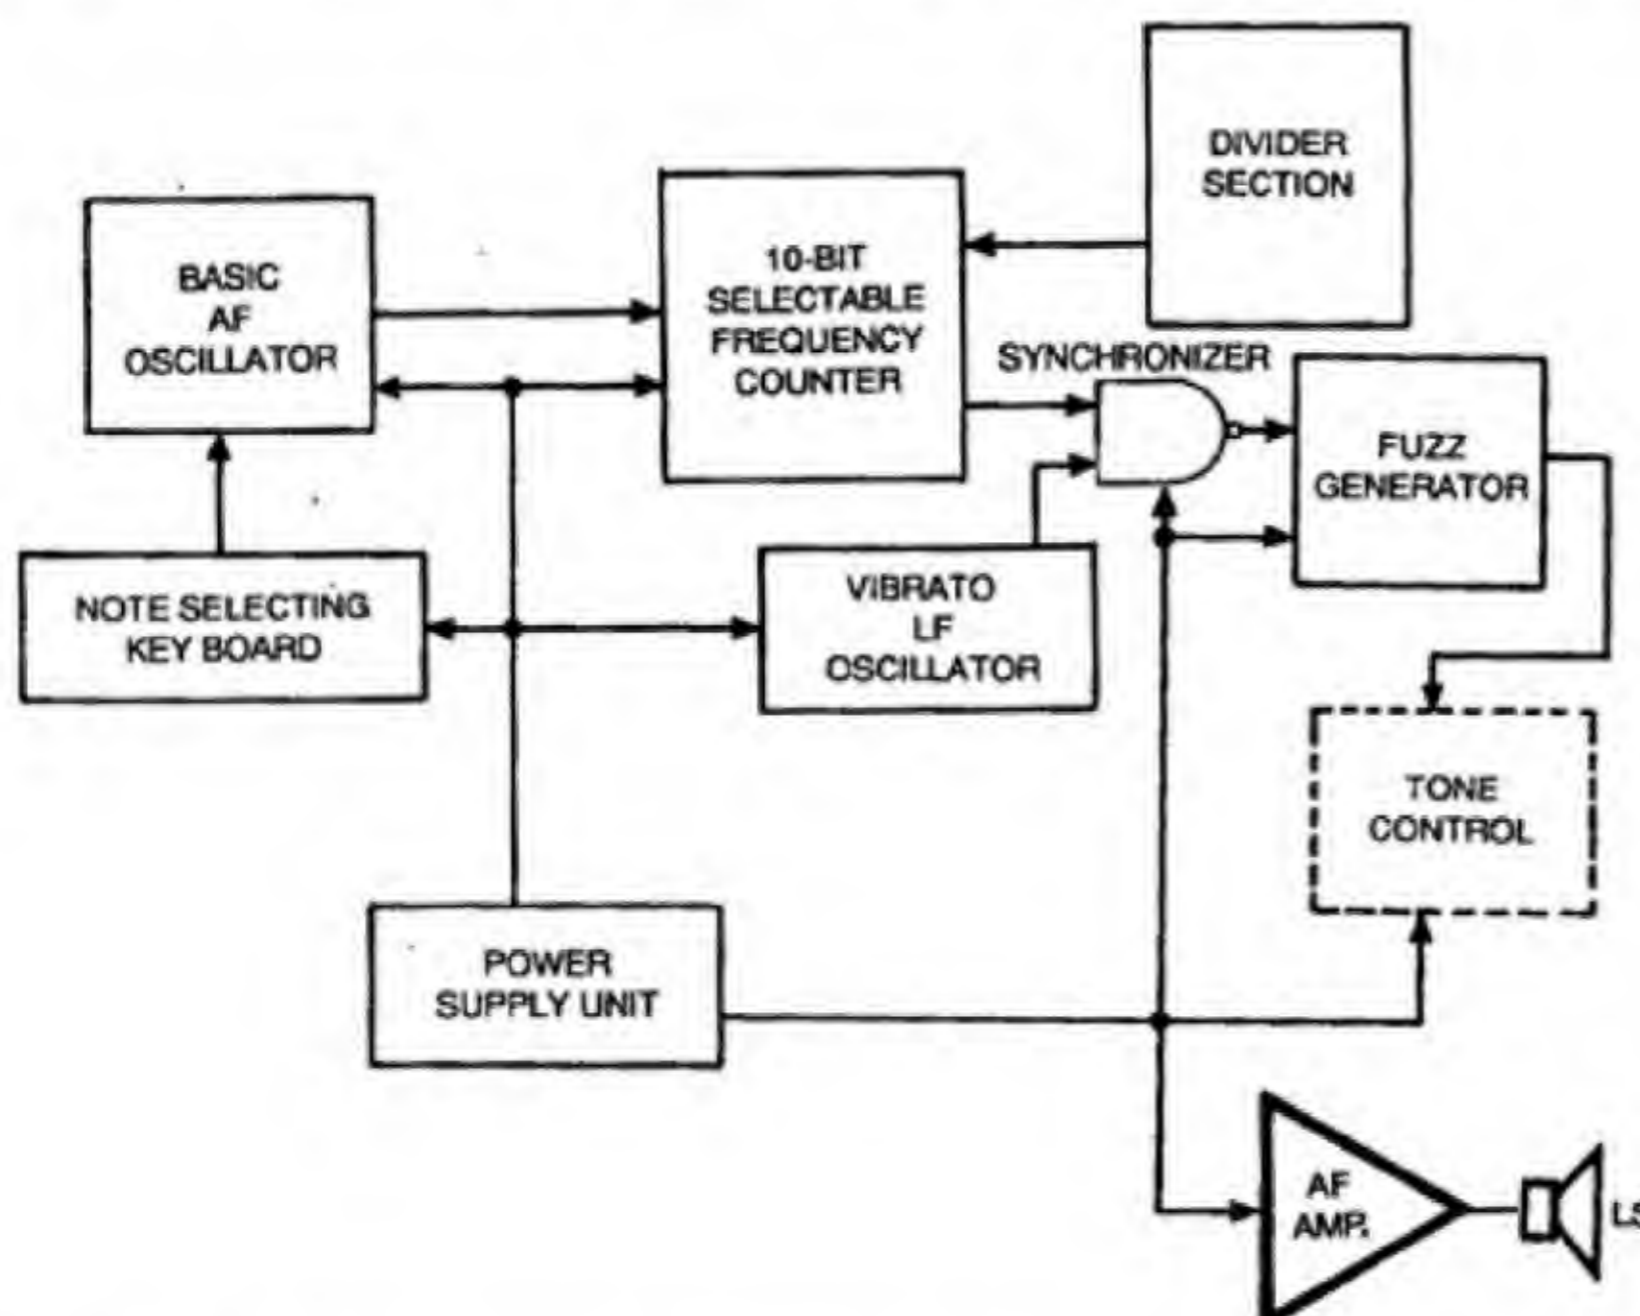 DIVIDER
SECTION
BASIC
AF
OSCILLATOR
10-BIT
SELECTABLE
FREQUENCY
COUNTER
SYNCHRONIZER
FUZZ
GENERATOR
NOTE SELECTING
KEY BOARD
VIBRATO
LF
OSCILLATOR
TONE
CONTROL
POWER
SUPPLY UNIT
AF
AMP.
LS